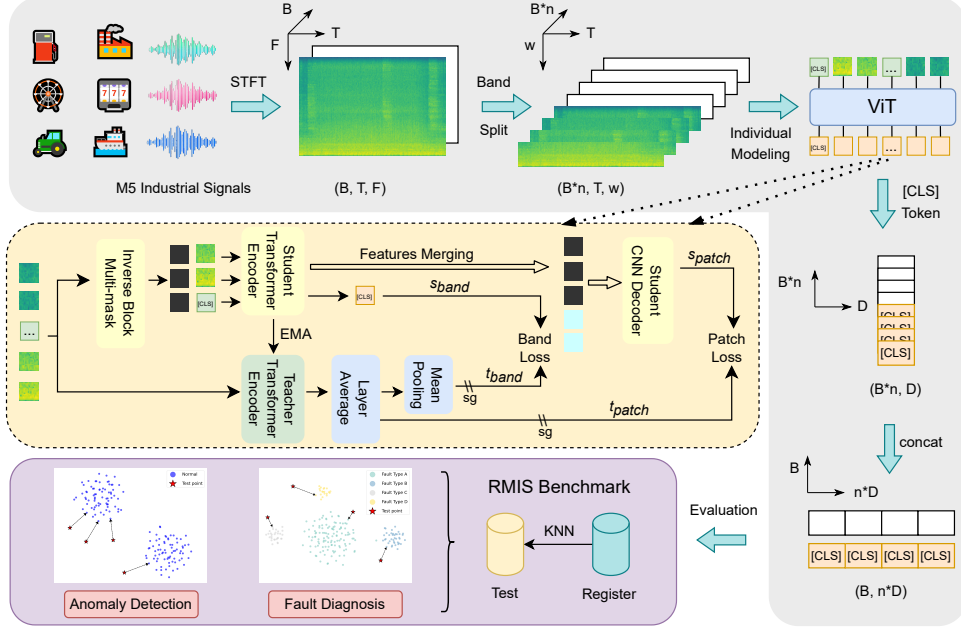 B
F
T
STFT
B*n
w
T
Band
Split
Individual
Modeling
[CLS]
...
ViT
[CLS]
...
7 7 7
M5 Industrial Signals
(B, T, F)
(B*n, T, w)
[CLS]
Token
Inverse Block
Multi-mask
[CLS]
Student
Transformer
Encoder
Features Merging
[CLS]
s_band
Student
CNN Decoder
s_patch
...
EMA
Band
Loss
Patch
Loss
Teacher
Transformer
Encoder
Layer
Average
Mean
Pooling
sg
t_band
sg
t_patch
B*n
D
[CLS]
[CLS]
[CLS]
[CLS]
(B*n, D)
concat
B
n*D
[CLS] [CLS] [CLS] [CLS]
(B, n*D)
Evaluation
Normal
Test point
Fault Type A
Fault Type B
Fault Type C
Fault Type D
Test point
Anomaly Detection
Fault Diagnosis
RMIS Benchmark
KNN
Test
Register